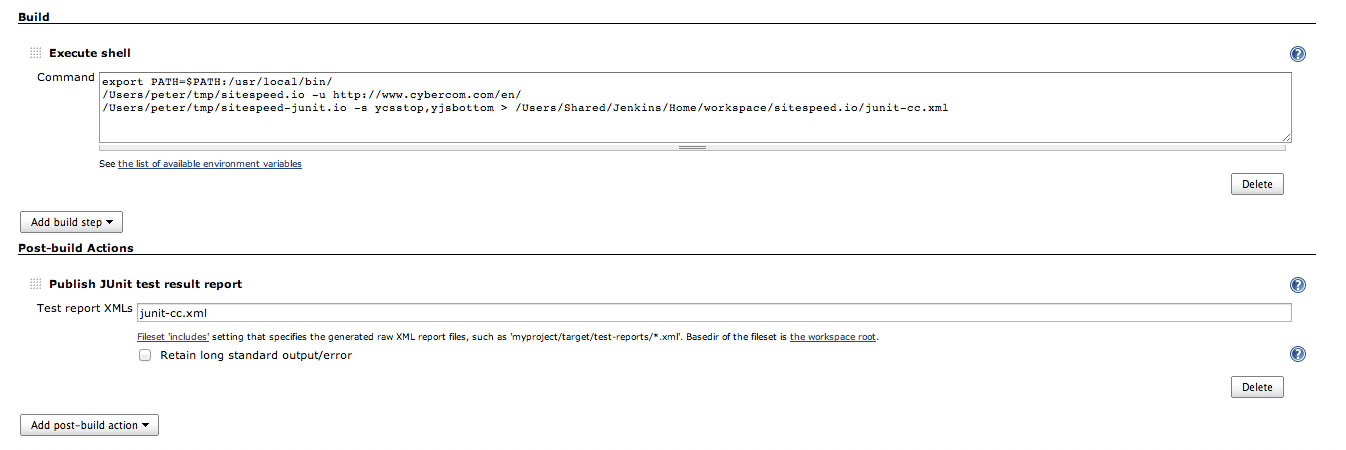 Build
Execute shell
Command
export PATH=$PATH:/usr/local/bin/
/Users/peter/tmp/sitespeed.io -u http://www.cybercom.com/en/
/Users/peter/tmp/sitespeed-junit.io -s ycsstop,yjsbottom > /Users/Shared/Jenkins/Home/workspace/sitespeed.io/junit-cc.xml
See the list of available environment variables
Delete
Add build step
Post-build Actions
Publish JUnit test result report
Test report XMLs junit-cc.xml
Fileset 'includes' setting that specifies the generated raw XML report files, such as 'myproject/target/test-reports/*.xml'. Basedir of the fileset is the workspace root.
Retain long standard output/error
Delete
Add post-build action